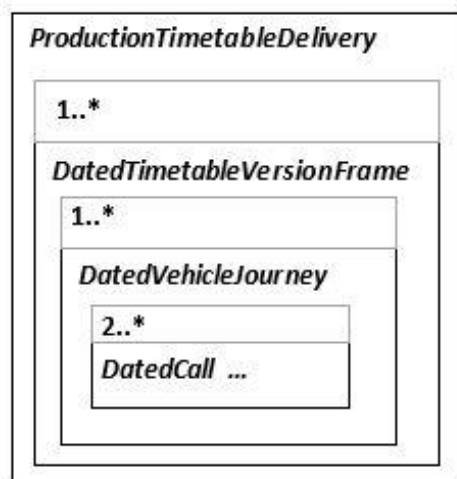 ProductionTimetableDelivery
1..*
DatedTimetableVersionFrame
1..*
DatedVehicleJourney
2..*
DatedCall ...